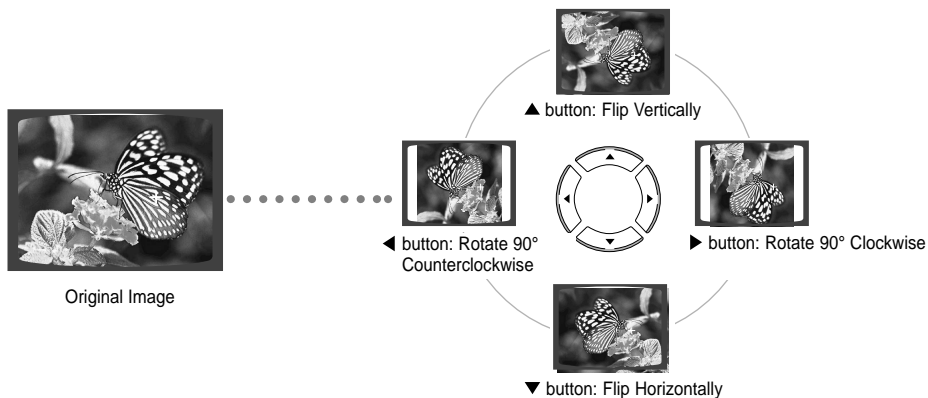 ▲ button: Flip Vertically
◀ button: Rotate 90°
Counterclockwise
▶ button: Rotate 90° Clockwise
Original Image
▼ button: Flip Horizontally